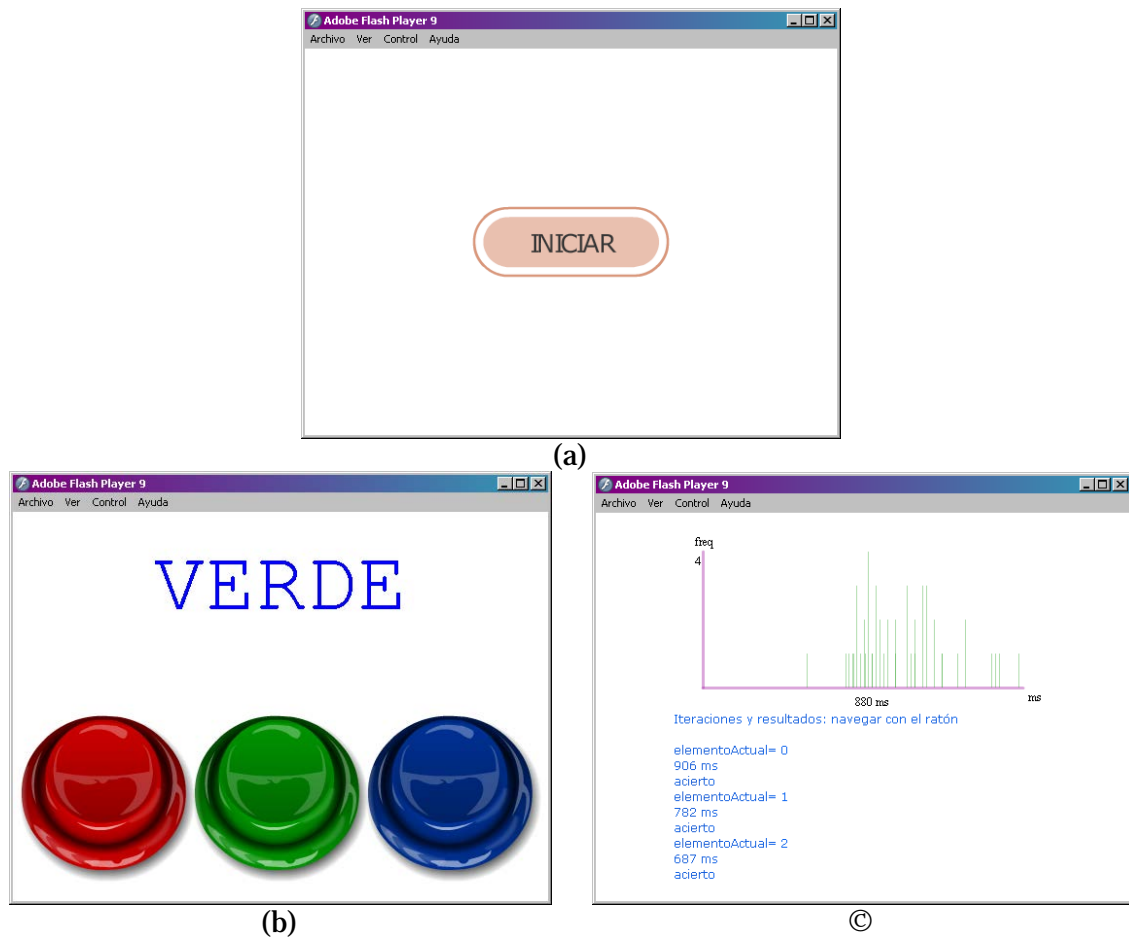 Adobe Flash Player 9
Archivo Ver Control Ayuda
INICIAR
(a)
Adobe Flash Player 9
Archivo Ver Control Ayuda
VERDE
(b)
Adobe Flash Player 9
Archivo Ver Control Ayuda
freq
4
880 ms
ms
Iteraciones y resultados: navegar con el ratón
elementoActual= 0
906 ms
acierto
elementoActual= 1
782 ms
acierto
elementoActual= 2
687 ms
acierto
©